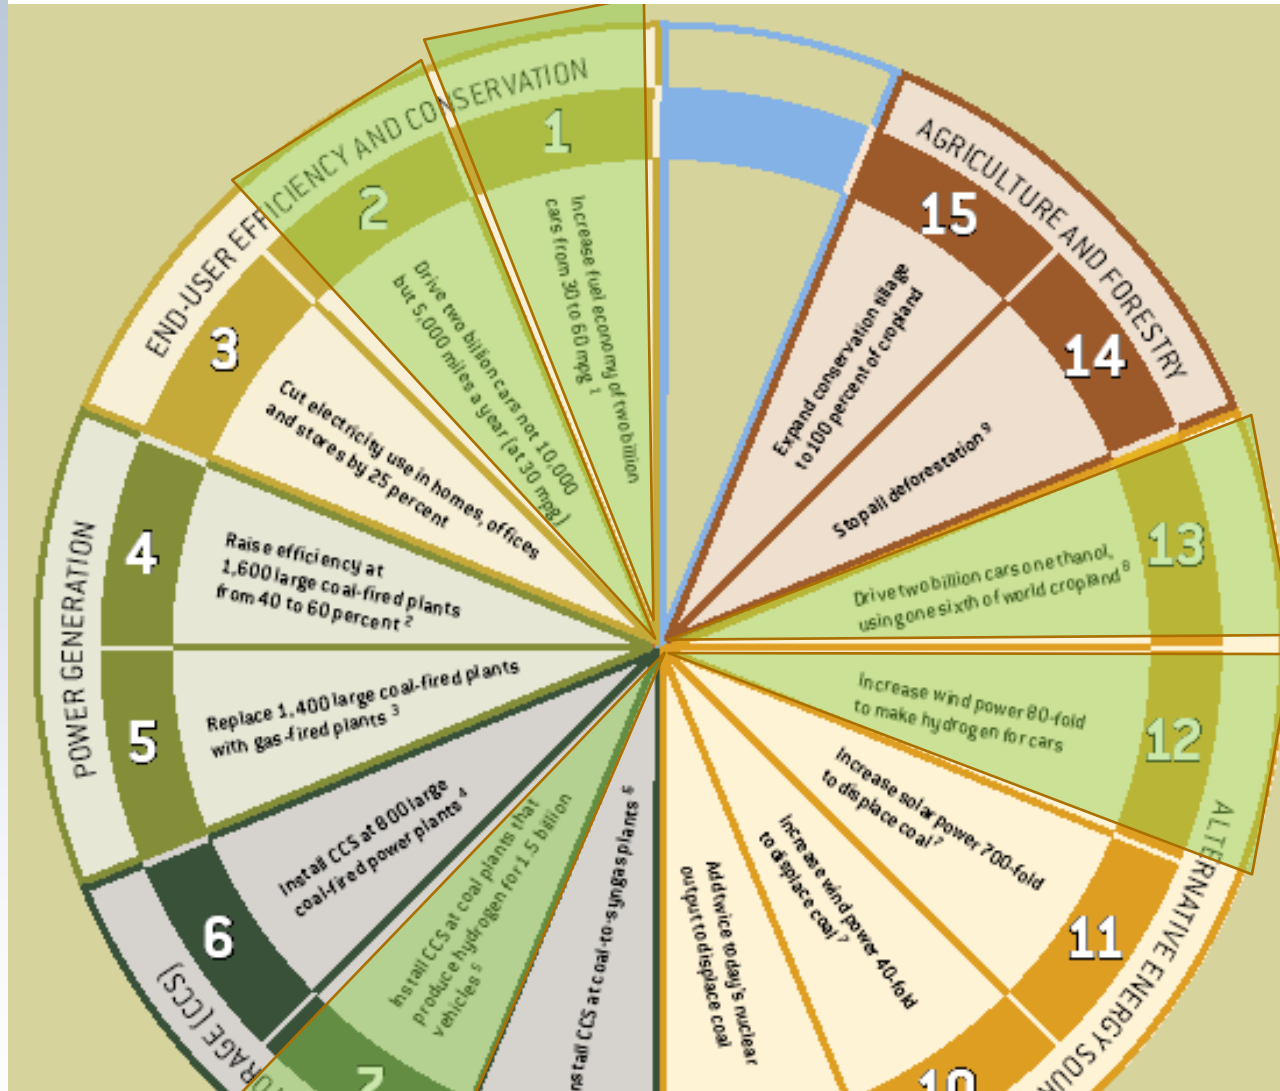 END-USER EFFICIENCY AND CONSERVATION
1
Increase fuel economy of two billion
cars from 30 to 60 mpg 1
2
Drive two billion cars not 10,000
but 5,000 miles a year (at 30 mpg)
3
Cut electricity use in homes, offices
and stores by 25 percent
POWER GENERATION
4
Raise efficiency at
1,600 large coal-fired plants
from 40 to 60 percent 2
5
Replace 1,400 large coal-fired plants
with gas-fired plants 3
RAGE (CCS)
6
Install CCS at 800 large
coal-fired power plants 4
7
Install CCS at coal plants that
produce hydrogen for 1.5 billion
vehicles 5
nstall CCS at coal-to-syngas plants 6
Add twice today's nuclear
output to displace coal
10
Increase wind power 40-fold
to displace coal 7
11
Increase solar power 700-fold
to displace coal 7
ALTERNATIVE ENERGY SOUR
12
Increase wind power 80-fold
to make hydrogen for cars
13
Drive two billion cars on ethanol,
using one sixth of world cropland 8
AGRICULTURE AND FORESTRY
14
Stop all deforestation 9
15
Expand conservation tillage
to 100 percent of cropland